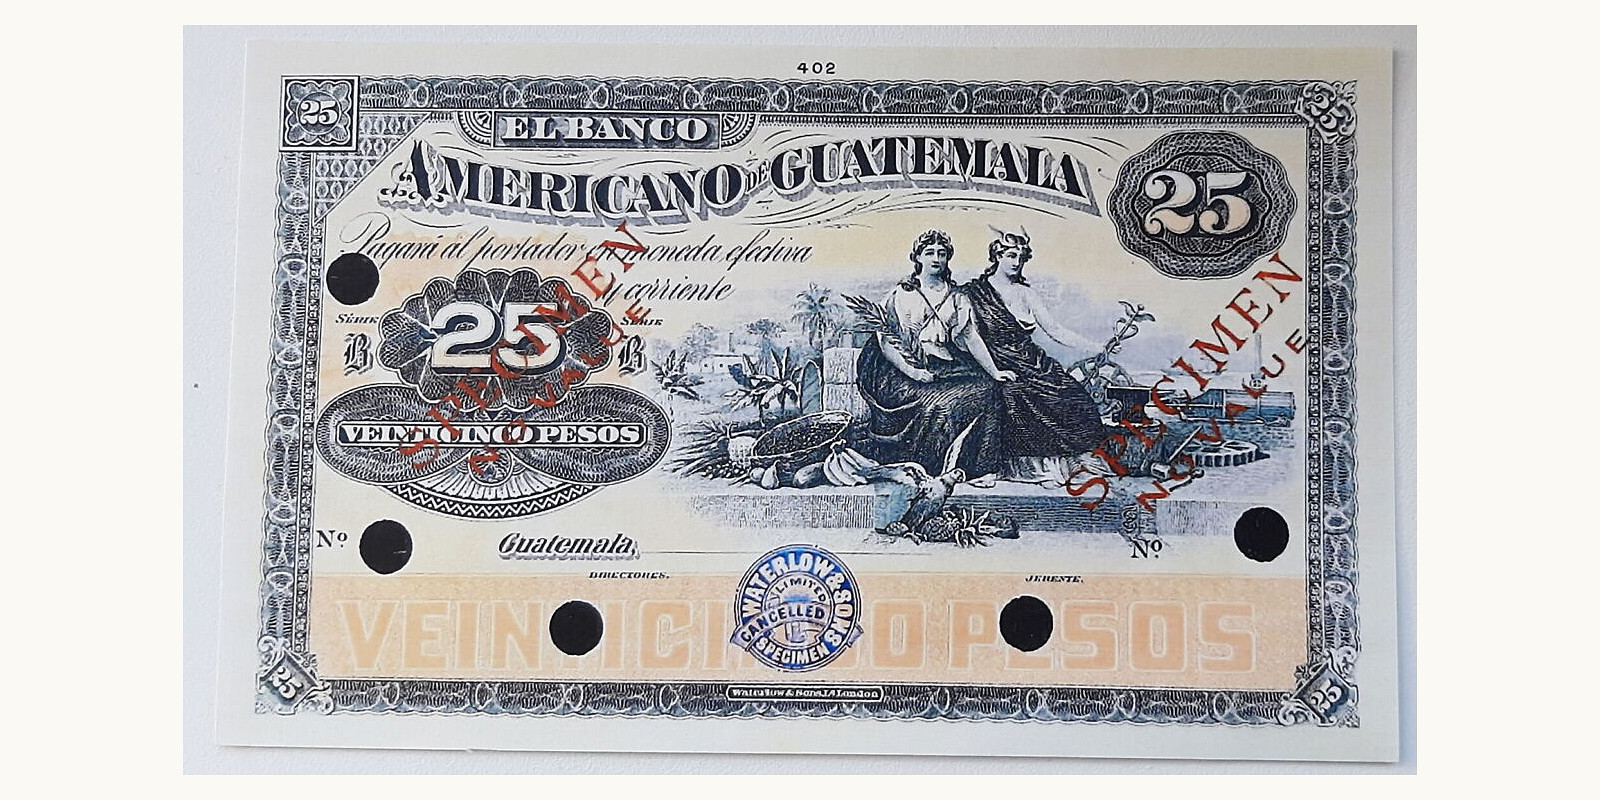 402
25
25
EL BANCO
AMERICANO DE GUATEMALA
25
Pagará al portador en moneda efectiva
y corriente
SERIE
B
25
SERIE
B
VEINTICINCO PESOS
SPECIMEN
NO VALUE
SPECIMEN
NO VALUE
Nº
Guatemala,
Nº
DIRECTORES.
JERENTE.
VEINTICINCO PESOS
WATERLOW & SONS
LIMITED
CANCELLED
SPECIMEN
25
Waterlow & Sons Ld London
25